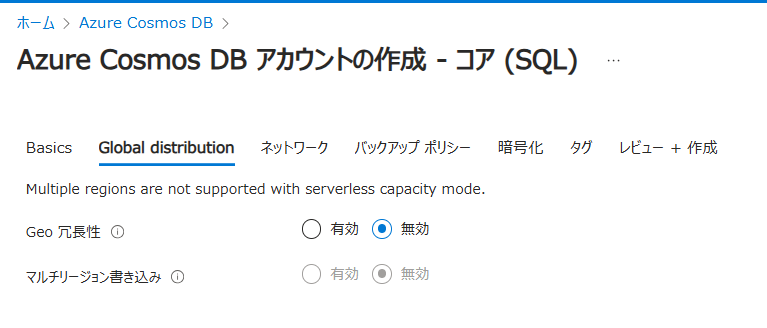 ホーム > Azure Cosmos DB >
Azure Cosmos DB アカウントの作成 - コア (SQL) ...
Basics Global distribution ネットワーク バックアップ ポリシー 暗号化 タグ レビュー + 作成
Multiple regions are not supported with serverless capacity mode.
Geo 冗長性 有効 無効
マルチリージョン書き込み 有効 無効